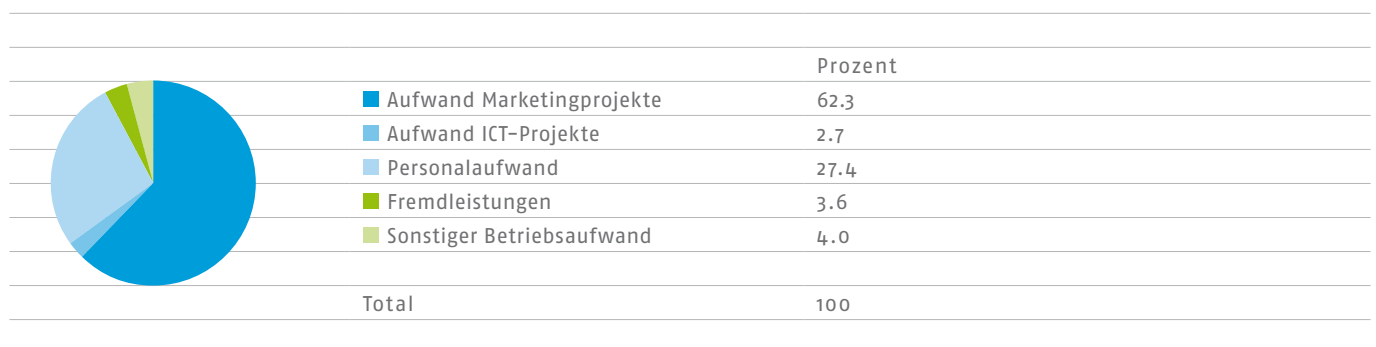 Prozent
Aufwand Marketingprojekte 62.3
Aufwand ICT-Projekte 2.7
Personalaufwand 27.4
Fremdleistungen 3.6
Sonstiger Betriebsaufwand 4.0
Total 100